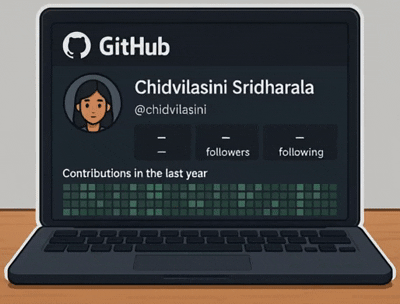 GitHub
Chidvilasini Sridharala
@chidvilasini
– – –
– followers following
Contributions in the last year